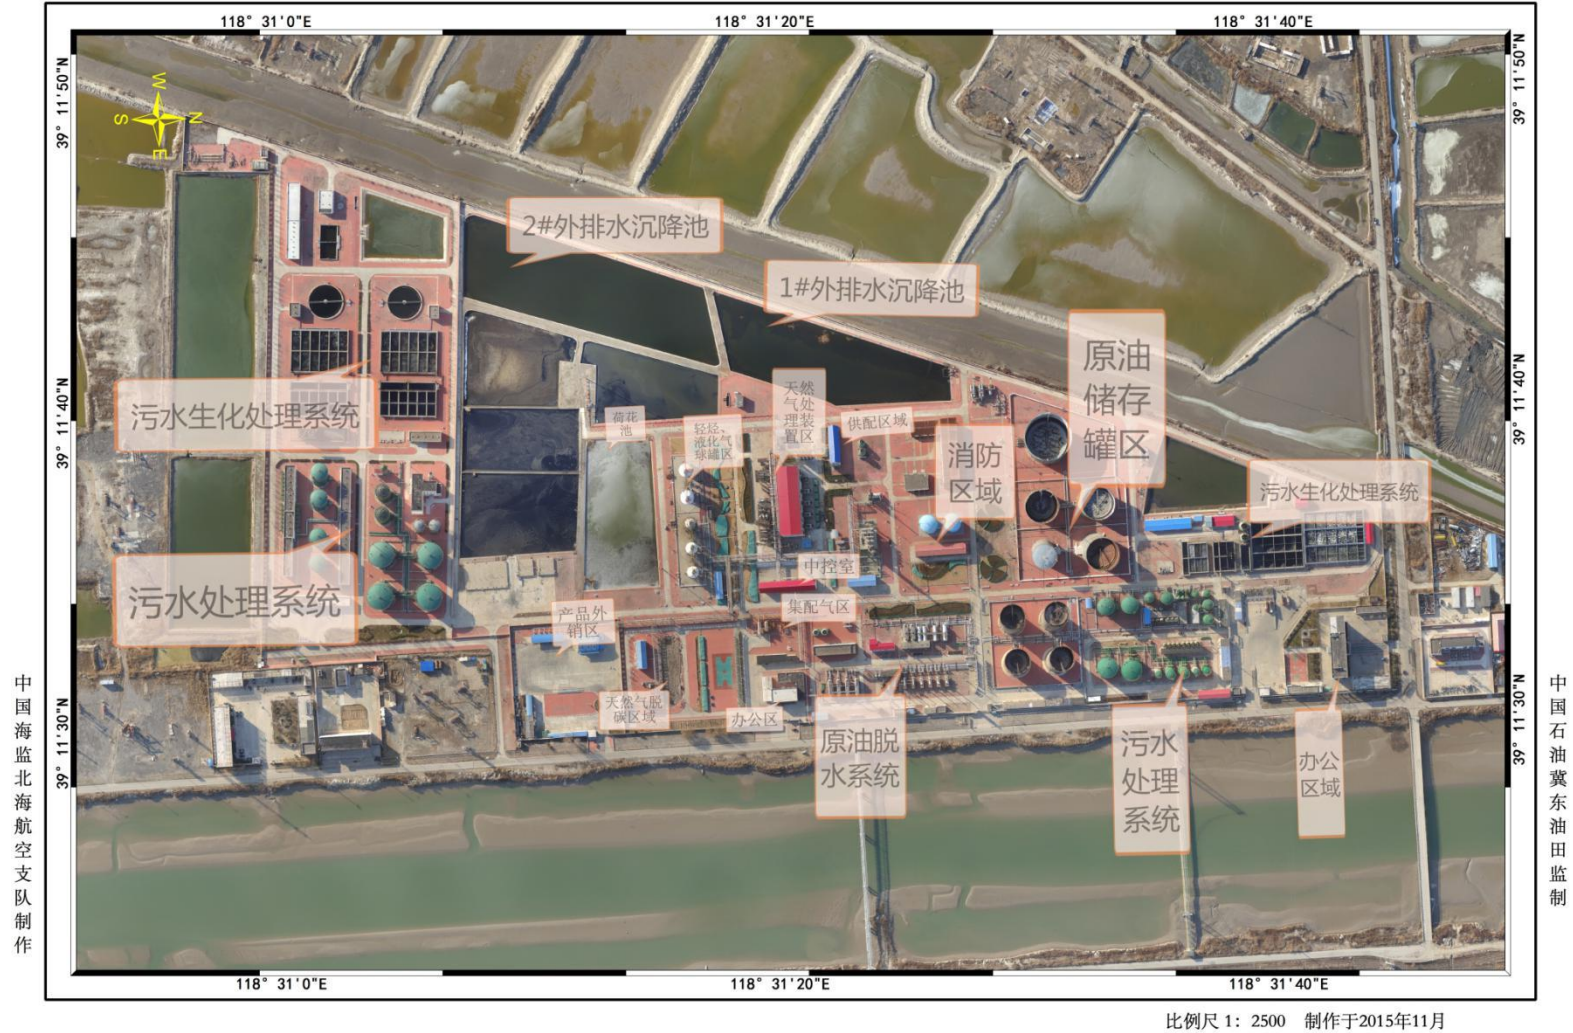 118° 31′0"E
118° 31′20"E
118° 31′40"E
39° 11′50"N
39° 11′50"N
W
N
S
E
2#外排水沉降池
1#外排水沉降池
原油
储存
罐区
39° 11′40"N
39° 11′40"N
污水生化处理系统
荷花
池
轻烃、
液化气
球罐区
天然
气处
理装
置区
供配区域
消防
区域
污水生化处理系统
污水处理系统
中控室
集配气区
产品外
销区
天然气脱
碳区域
办公区
原油脱
水系统
污水
处理
系统
办公
区域
39° 11′30"N
39° 11′30"N
中国海监北海航空支队制作
中国石油冀东油田监制
118° 31′0"E
118° 31′20"E
118° 31′40"E
比例尺 1：2500 制作于2015年11月